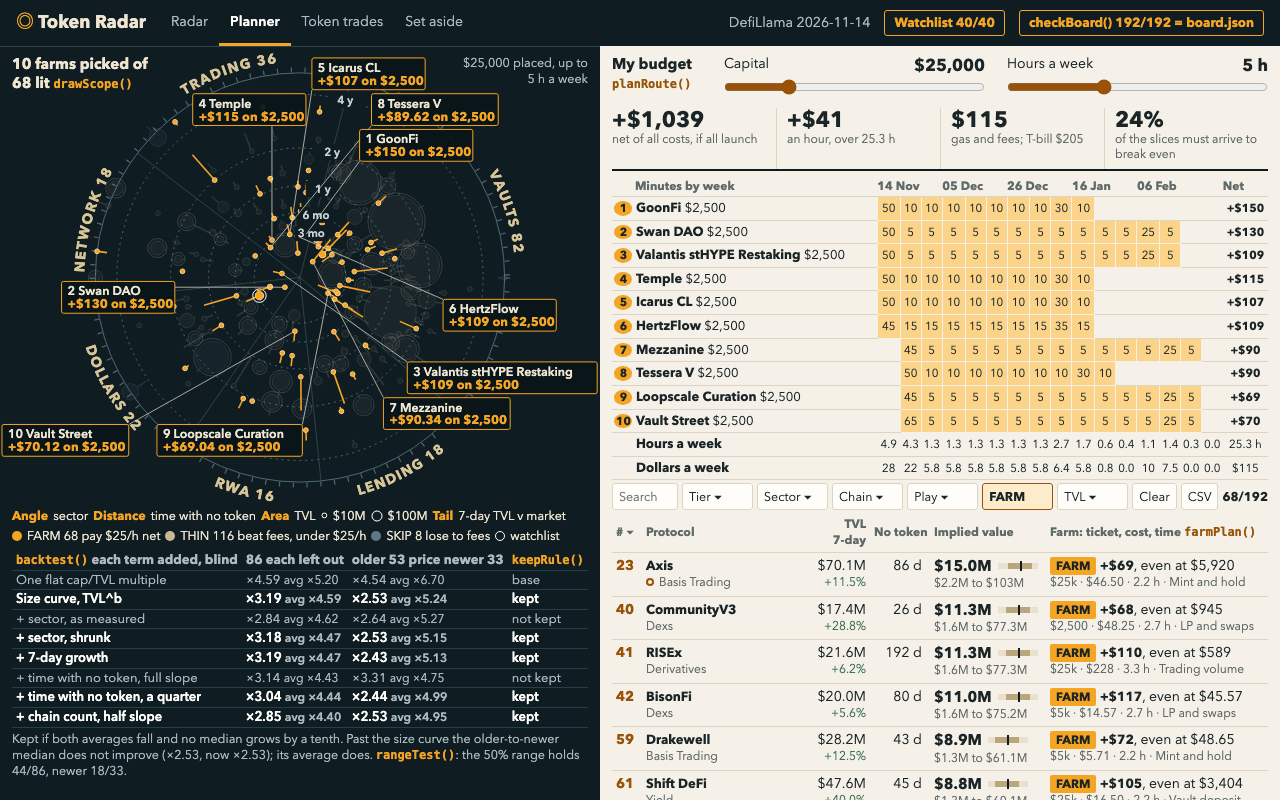 Token Radar
Radar
Planner
Token trades
Set aside
DefiLlama 2026-11-14
Watchlist 40/40
checkBoard() 192/192 = board.json
10 farms picked of
68 lit drawScope()
$25,000 placed, up to
5 h a week
TRADING 36
VAULTS 82
LENDING 18
RWA 16
DOLLARS 22
NETWORK 18
4 y
2 y
1 y
6 mo
3 mo
5 Icarus CL
+$107 on $2,500
4 Temple
+$115 on $2,500
8 Tessera V
+$89.62 on $2,500
1 GoonFi
+$150 on $2,500
2 Swan DAO
+$130 on $2,500
6 HertzFlow
+$109 on $2,500
3 Valantis stHYPE Restaking
+$109 on $2,500
7 Mezzanine
+$90.34 on $2,500
10 Vault Street
+$70.12 on $2,500
9 Loopscale Curation
+$69.04 on $2,500
Angle sector Distance time with no token Area TVL $10M $100M Tail 7-day TVL v market
FARM 68 pay $25/h net THIN 116 beat fees, under $25/h SKIP 8 lose to fees watchlist
backtest() each term added, blind 86 each left out older 53 price newer 33 keepRule()
One flat cap/TVL multiple ×4.59 avg ×5.20 ×4.54 avg ×6.70 base
Size curve, TVL^b ×3.19 avg ×4.59 ×2.53 avg ×5.24 kept
+ sector, as measured ×2.84 avg ×4.62 ×2.64 avg ×5.27 not kept
+ sector, shrunk ×3.18 avg ×4.47 ×2.53 avg ×5.15 kept
+ 7-day growth ×3.19 avg ×4.47 ×2.43 avg ×5.13 kept
+ time with no token, full slope ×3.14 avg ×4.43 ×3.31 avg ×4.75 not kept
+ time with no token, a quarter ×3.04 avg ×4.44 ×2.44 avg ×4.99 kept
+ chain count, half slope ×2.85 avg ×4.40 ×2.53 avg ×4.95 kept
Kept if both averages fall and no median grows by a tenth. Past the size curve the older-to-newer
median does not improve (×2.53, now ×2.53); its average does. rangeTest(): the 50% range holds
44/86, newer 18/33.
My budget
planRoute()
Capital $25,000
Hours a week 5 h
+$1,039
net of all costs, if all launch
+$41
an hour, over 25.3 h
$115
gas and fees; T-bill $205
24%
of the slices must arrive to
break even
Minutes by week 14 Nov 05 Dec 26 Dec 16 Jan 06 Feb Net
1 GoonFi $2,500 50 10 10 10 10 10 10 10 30 10 +$150
2 Swan DAO $2,500 50 5 5 5 5 5 5 5 5 5 5 5 25 5 +$130
3 Valantis stHYPE Restaking $2,500 50 5 5 5 5 5 5 5 5 5 5 5 25 5 +$109
4 Temple $2,500 50 10 10 10 10 10 10 10 30 10 +$115
5 Icarus CL $2,500 50 10 10 10 10 10 10 10 30 10 +$107
6 HertzFlow $2,500 45 15 15 15 15 15 15 15 35 15 +$109
7 Mezzanine $2,500 45 5 5 5 5 5 5 5 5 5 5 5 25 5 +$90
8 Tessera V $2,500 50 10 10 10 10 10 10 10 30 10 +$90
9 Loopscale Curation $2,500 45 5 5 5 5 5 5 5 5 5 5 5 25 5 +$69
10 Vault Street $2,500 65 5 5 5 5 5 5 5 5 5 5 5 25 5 +$70
Hours a week 4.9 4.3 1.3 1.3 1.3 1.3 1.3 1.3 2.7 1.7 0.6 0.4 1.1 1.4 0.3 0.0 25.3 h
Dollars a week 28 22 5.8 5.8 5.8 5.8 5.8 5.8 6.4 5.8 0.8 0.0 10 7.5 0.0 0.0 $115
Search Tier Sector Chain Play FARM TVL Clear CSV 68/192
# Protocol TVL 7-day No token Implied value Farm: ticket, cost, time farmPlan()
23 Axis $70.1M 86 d $15.0M FARM +$69, even at $5,920
Basis Trading +11.5% $2.2M to $103M $25k · $46.50 · 2.2 h · Mint and hold
40 CommunityV3 $17.4M 26 d $11.3M FARM +$68, even at $945
Dexs +28.8% $1.6M to $77.3M $2,500 · $48.25 · 2.7 h · LP and swaps
41 RISEx $21.6M 192 d $11.3M FARM +$110, even at $589
Derivatives +6.2% $1.6M to $77.3M $25k · $228 · 3.3 h · Trading volume
42 BisonFi $20.0M 80 d $11.0M FARM +$117, even at $45.57
Dexs +5.6% $1.6M to $75.2M $5k · $14.57 · 2.7 h · LP and swaps
59 Drakewell $28.2M 43 d $8.9M FARM +$72, even at $48.65
Basis Trading +12.5% $1.3M to $61.1M $5k · $5.71 · 2.2 h · Mint and hold
61 Shift DeFi $47.6M 45 d $8.8M FARM +$105, even at $3,404